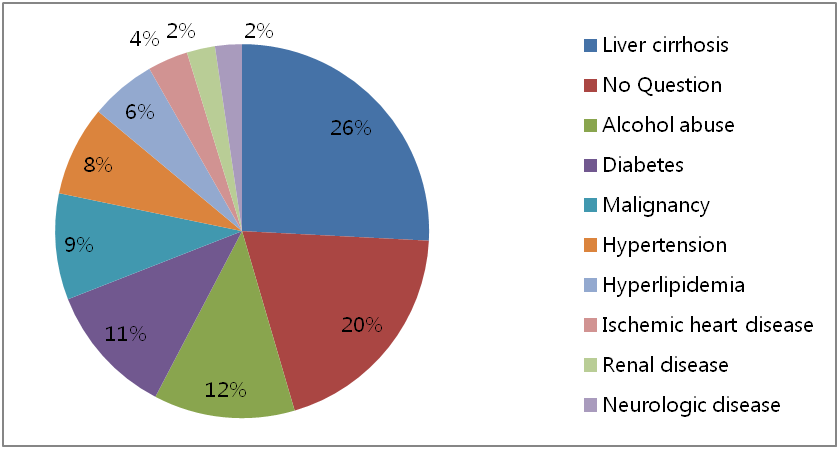 4%
2%
2%
6%
26%
8%
9%
20%
11%
12%
Liver cirrhosis
No Question
Alcohol abuse
Diabetes
Malignancy
Hypertension
Hyperlipidemia
Ischemic heart disease
Renal disease
Neurologic disease